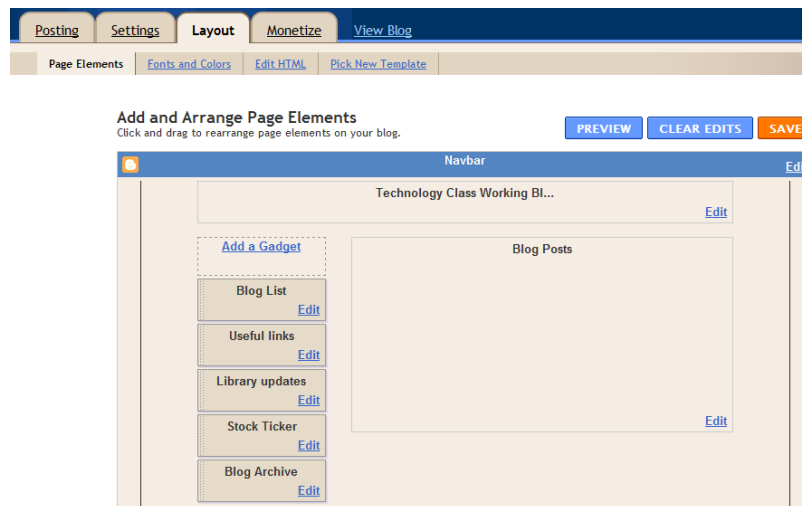 Posting Settings Layout Monetize View Blog
Page Elements Fonts and Colors Edit HTML Pick New Template
Add and Arrange Page Elements
Click and drag to rearrange page elements on your blog.
PREVIEW CLEAR EDITS SAVE
Navbar
Edi
Technology Class Working Bl...
Edit
Add a Gadget
Blog Posts
Edit
Blog List
Edit
Useful links
Edit
Library updates
Edit
Stock Ticker
Edit
Blog Archive
Edit